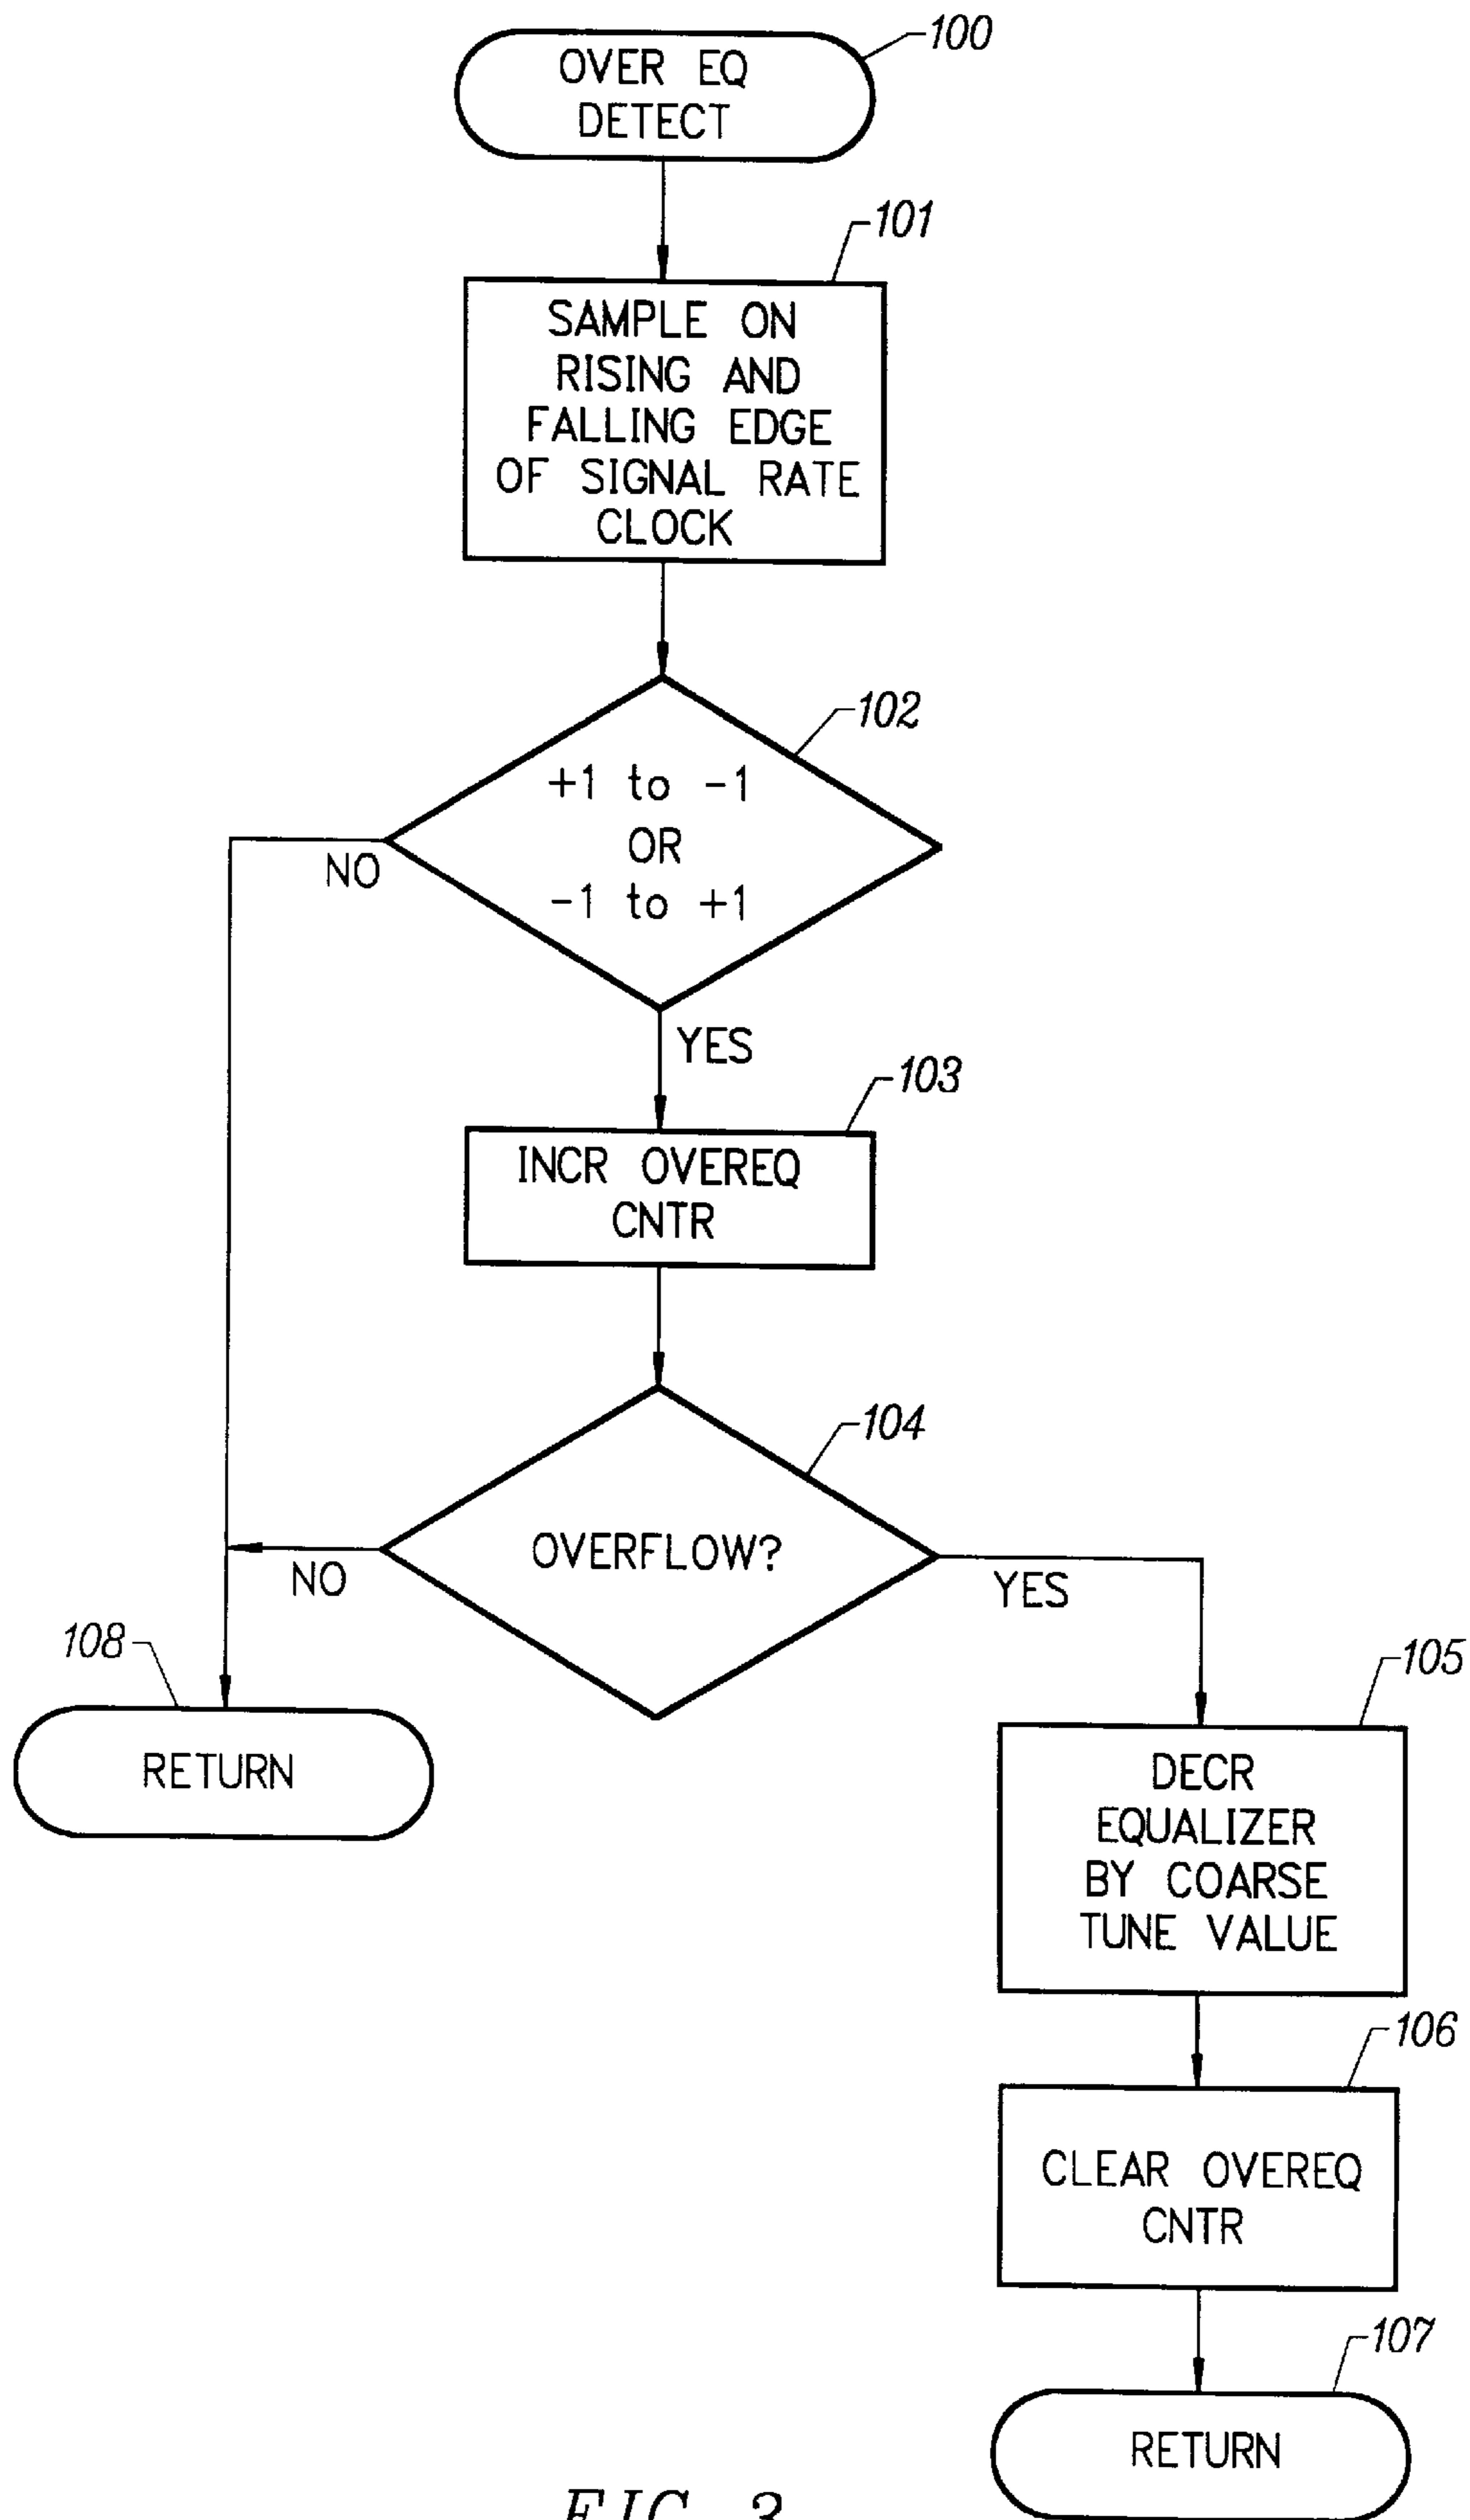 100
OVER EQ
DETECT
101
SAMPLE ON
RISING AND
FALLING EDGE
OF SIGNAL RATE
CLOCK
102
+1 to -1
OR
-1 to +1
NO
YES
103
INCR OVEREQ
CNTR
104
OVERFLOW?
NO
YES
108
RETURN
105
DECR
EQUALIZER
BY COARSE
TUNE VALUE
106
CLEAR OVEREQ
CNTR
107
RETURN
FIG. 3